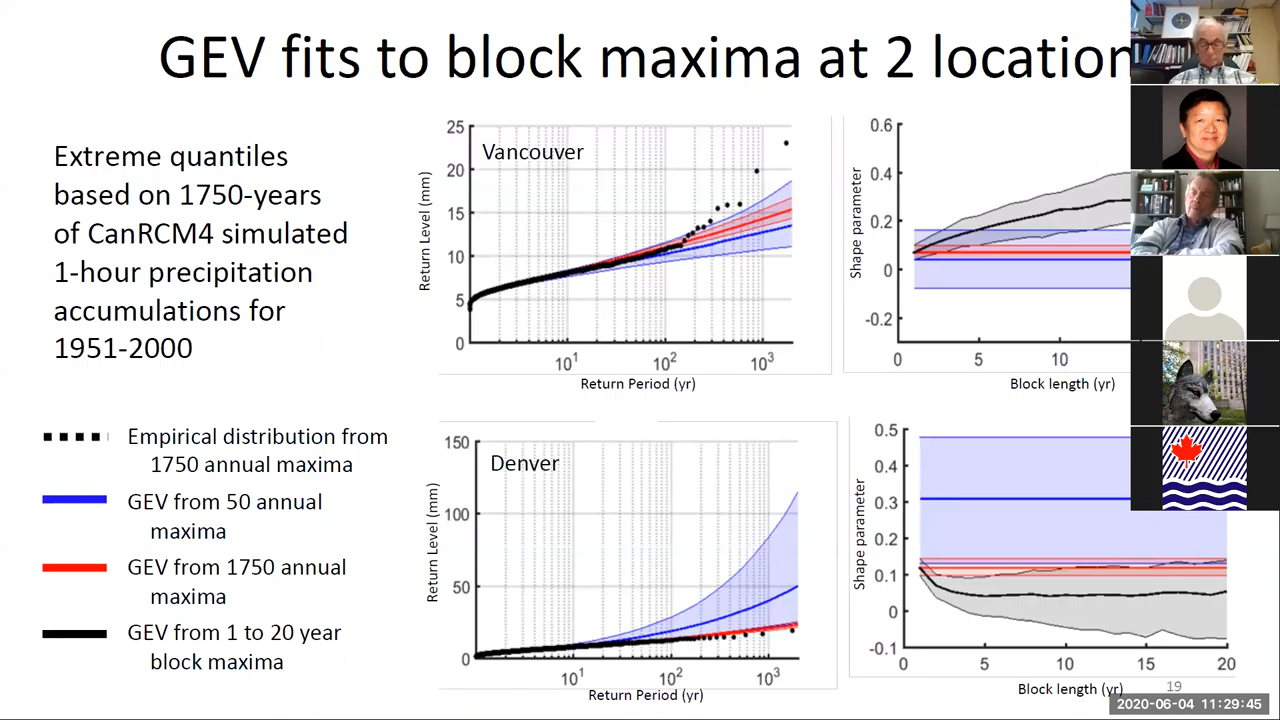 GEV fits to block maxima at 2 location
Extreme quantiles
based on 1750-years
of CanRCM4 simulated
1-hour precipitation
accumulations for
1951-2000
Empirical distribution from
1750 annual maxima
GEV from 50 annual
maxima
GEV from 1750 annual
maxima
GEV from 1 to 20 year
block maxima
Vancouver
Return Level (mm)
25
20
15
10
5
0
10¹
10²
10³
Return Period (yr)
Shape parameter
0.6
0.4
0.2
0
-0.2
0
5
10
Block length (yr)
Denver
Return Level (mm)
150
100
50
0
10¹
10²
10³
Return Period (yr)
Shape parameter
0.5
0.4
0.3
0.2
0.1
0
-0.1
0
5
10
15
20
Block length (yr)
19
2020-06-04 11:29:45